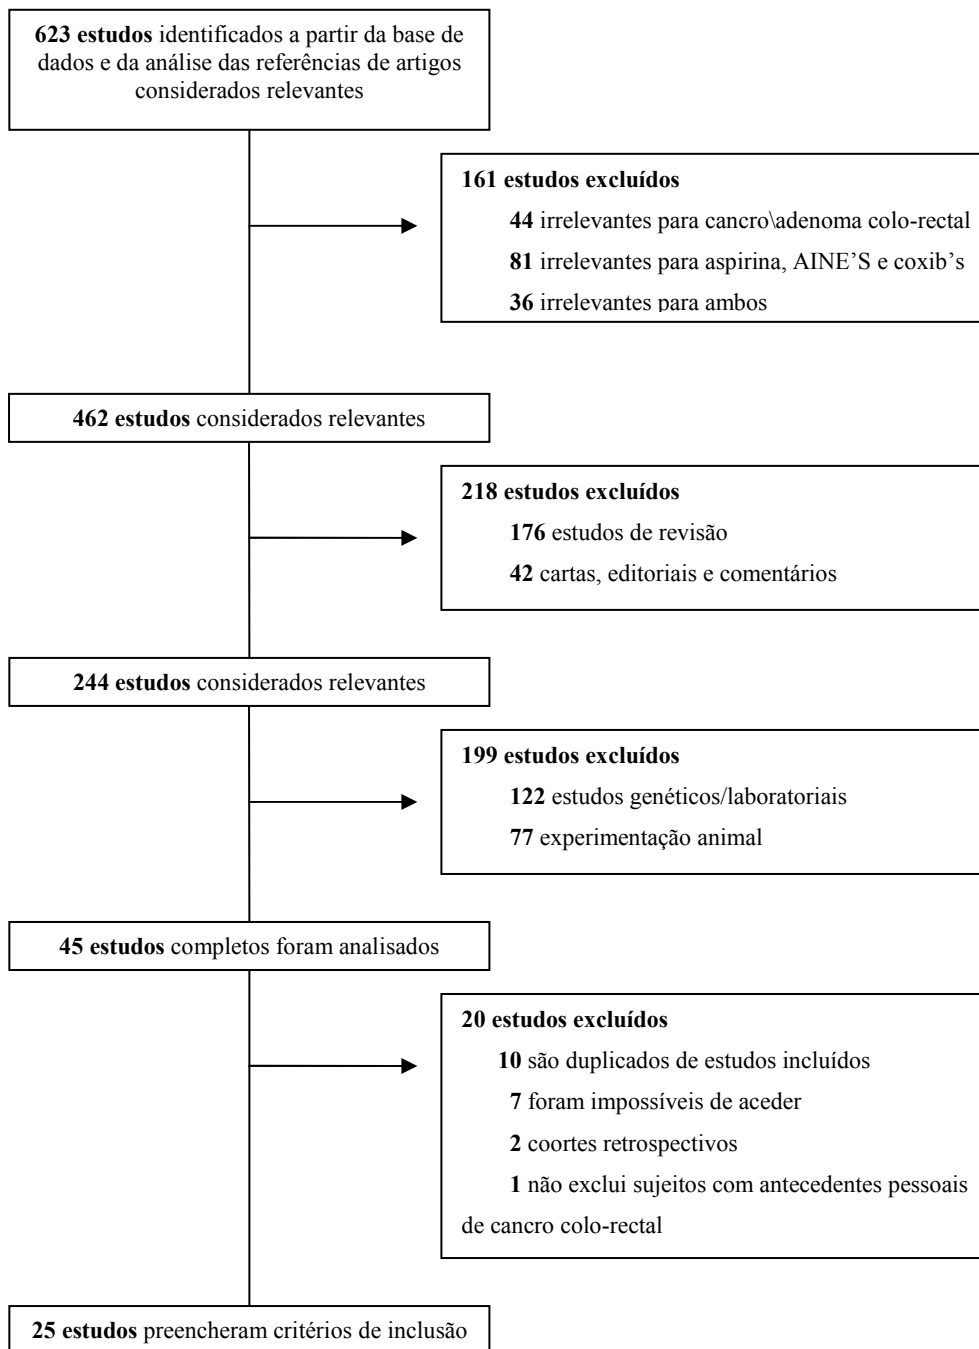 623 estudos identificados a partir da base de
dados e da análise das referências de artigos
considerados relevantes
161 estudos excluídos
44 irrelevantes para cancro\adenoma colo-rectal
81 irrelevantes para aspirina, AINE’S e coxib’s
36 irrelevantes para ambos
462 estudos considerados relevantes
218 estudos excluídos
176 estudos de revisão
42 cartas, editoriais e comentários
244 estudos considerados relevantes
199 estudos excluídos
122 estudos genéticos/laboratoriais
77 experimentação animal
45 estudos completos foram analisados
20 estudos excluídos
10 são duplicados de estudos incluídos
7 foram impossíveis de aceder
2 coortes retrospectivos
1 não exclui sujeitos com antecedentes pessoais
de cancro colo-rectal
25 estudos preencheram critérios de inclusão